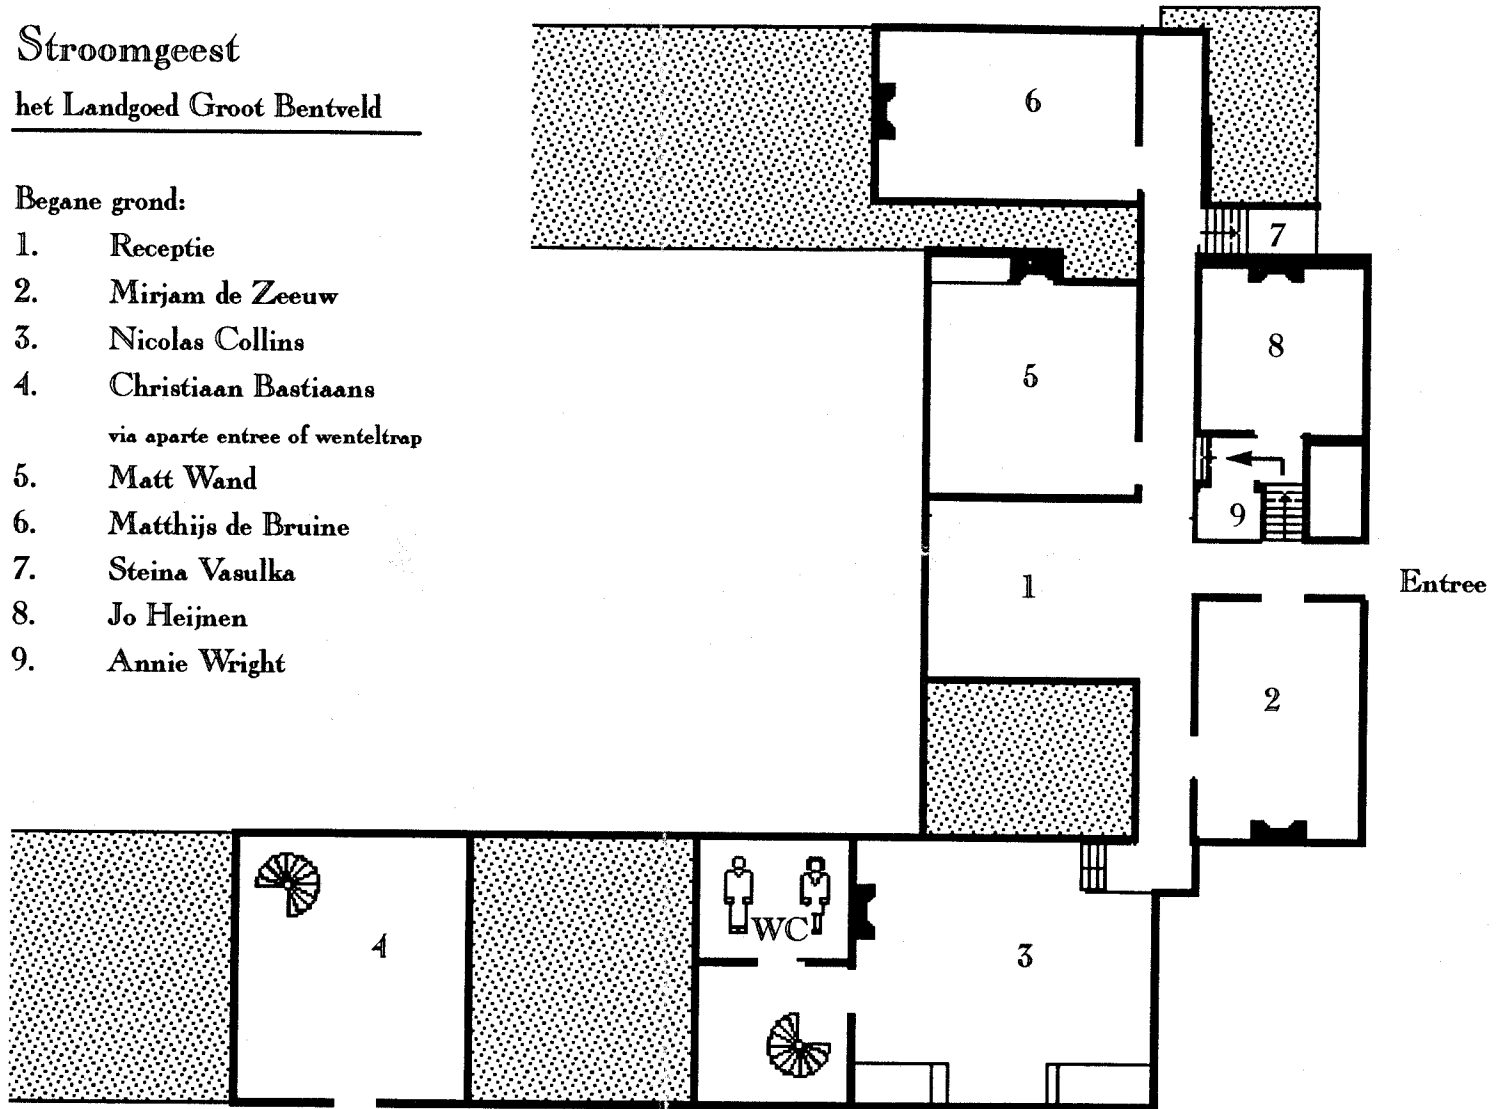 Stroomgeest
het Landgoed Groot Bentveld
Begane grond:
1. Receptie
2. Mirjam de Zeeuw
3. Nicolas Collins
4. Christiaan Bastiaans
via aparte entree of wenteltrap
5. Matt Wand
6. Matthijs de Bruine
7. Steina Vasulka
8. Jo Heijnen
9. Annie Wright
6
7
8
5
9
1
Entree
2
WC
4
3